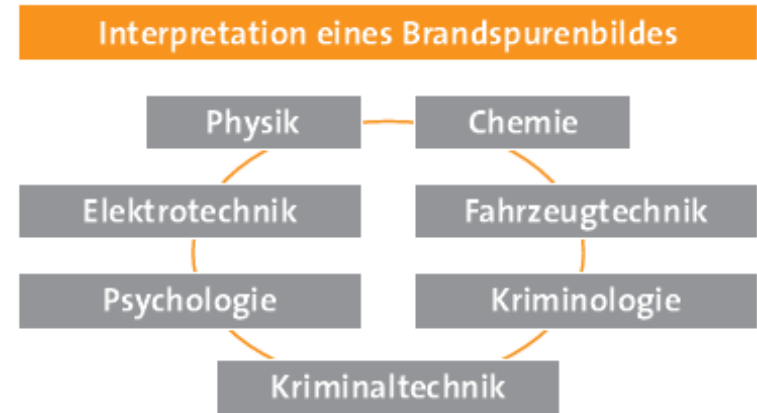 Interpretation eines Brandspurenbildes
Physik
Chemie
Elektrotechnik
Fahrzeugtechnik
Psychologie
Kriminologie
Kriminaltechnik